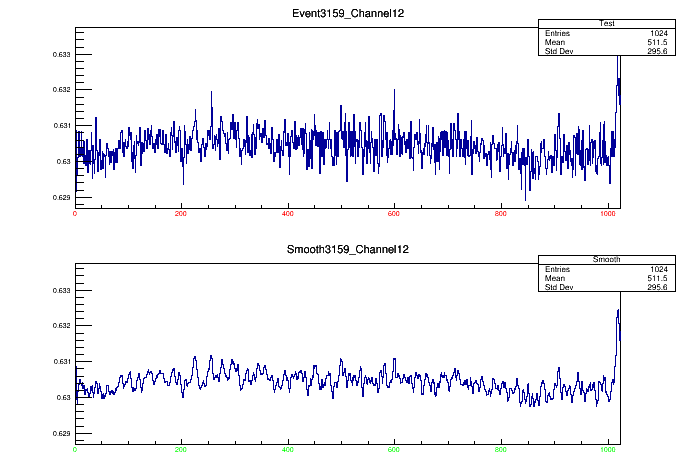 Event3159_Channel12
Test
Entries 1024
Mean 511.5
Std Dev 295.6
0.633
0.632
0.631
0.63
0.629
0 200 400 600 800 1000
Smooth3159_Channel12
Smooth
Entries 1024
Mean 511.5
Std Dev 295.6
0.633
0.632
0.631
0.63
0.629
0 200 400 600 800 1000